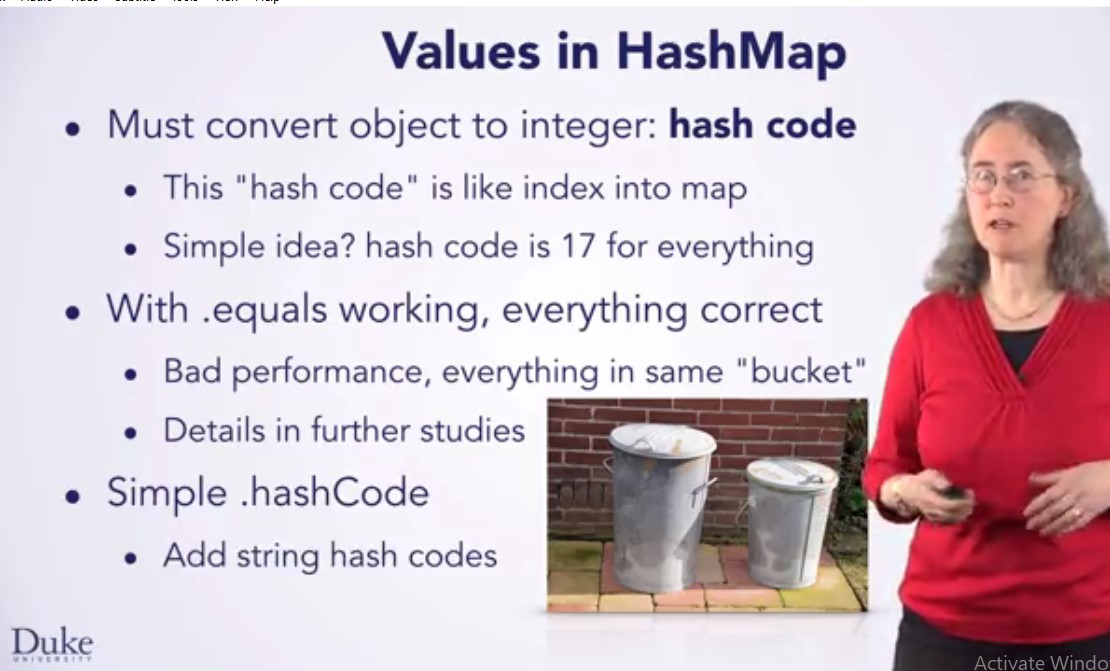 Values in HashMap
• Must convert object to integer: hash code
• This "hash code" is like index into map
• Simple idea? hash code is 17 for everything
• With .equals working, everything correct
• Bad performance, everything in same "bucket"
• Details in further studies
• Simple .hashCode
• Add string hash codes
Duke
UNIVERSITY
Activate Windo